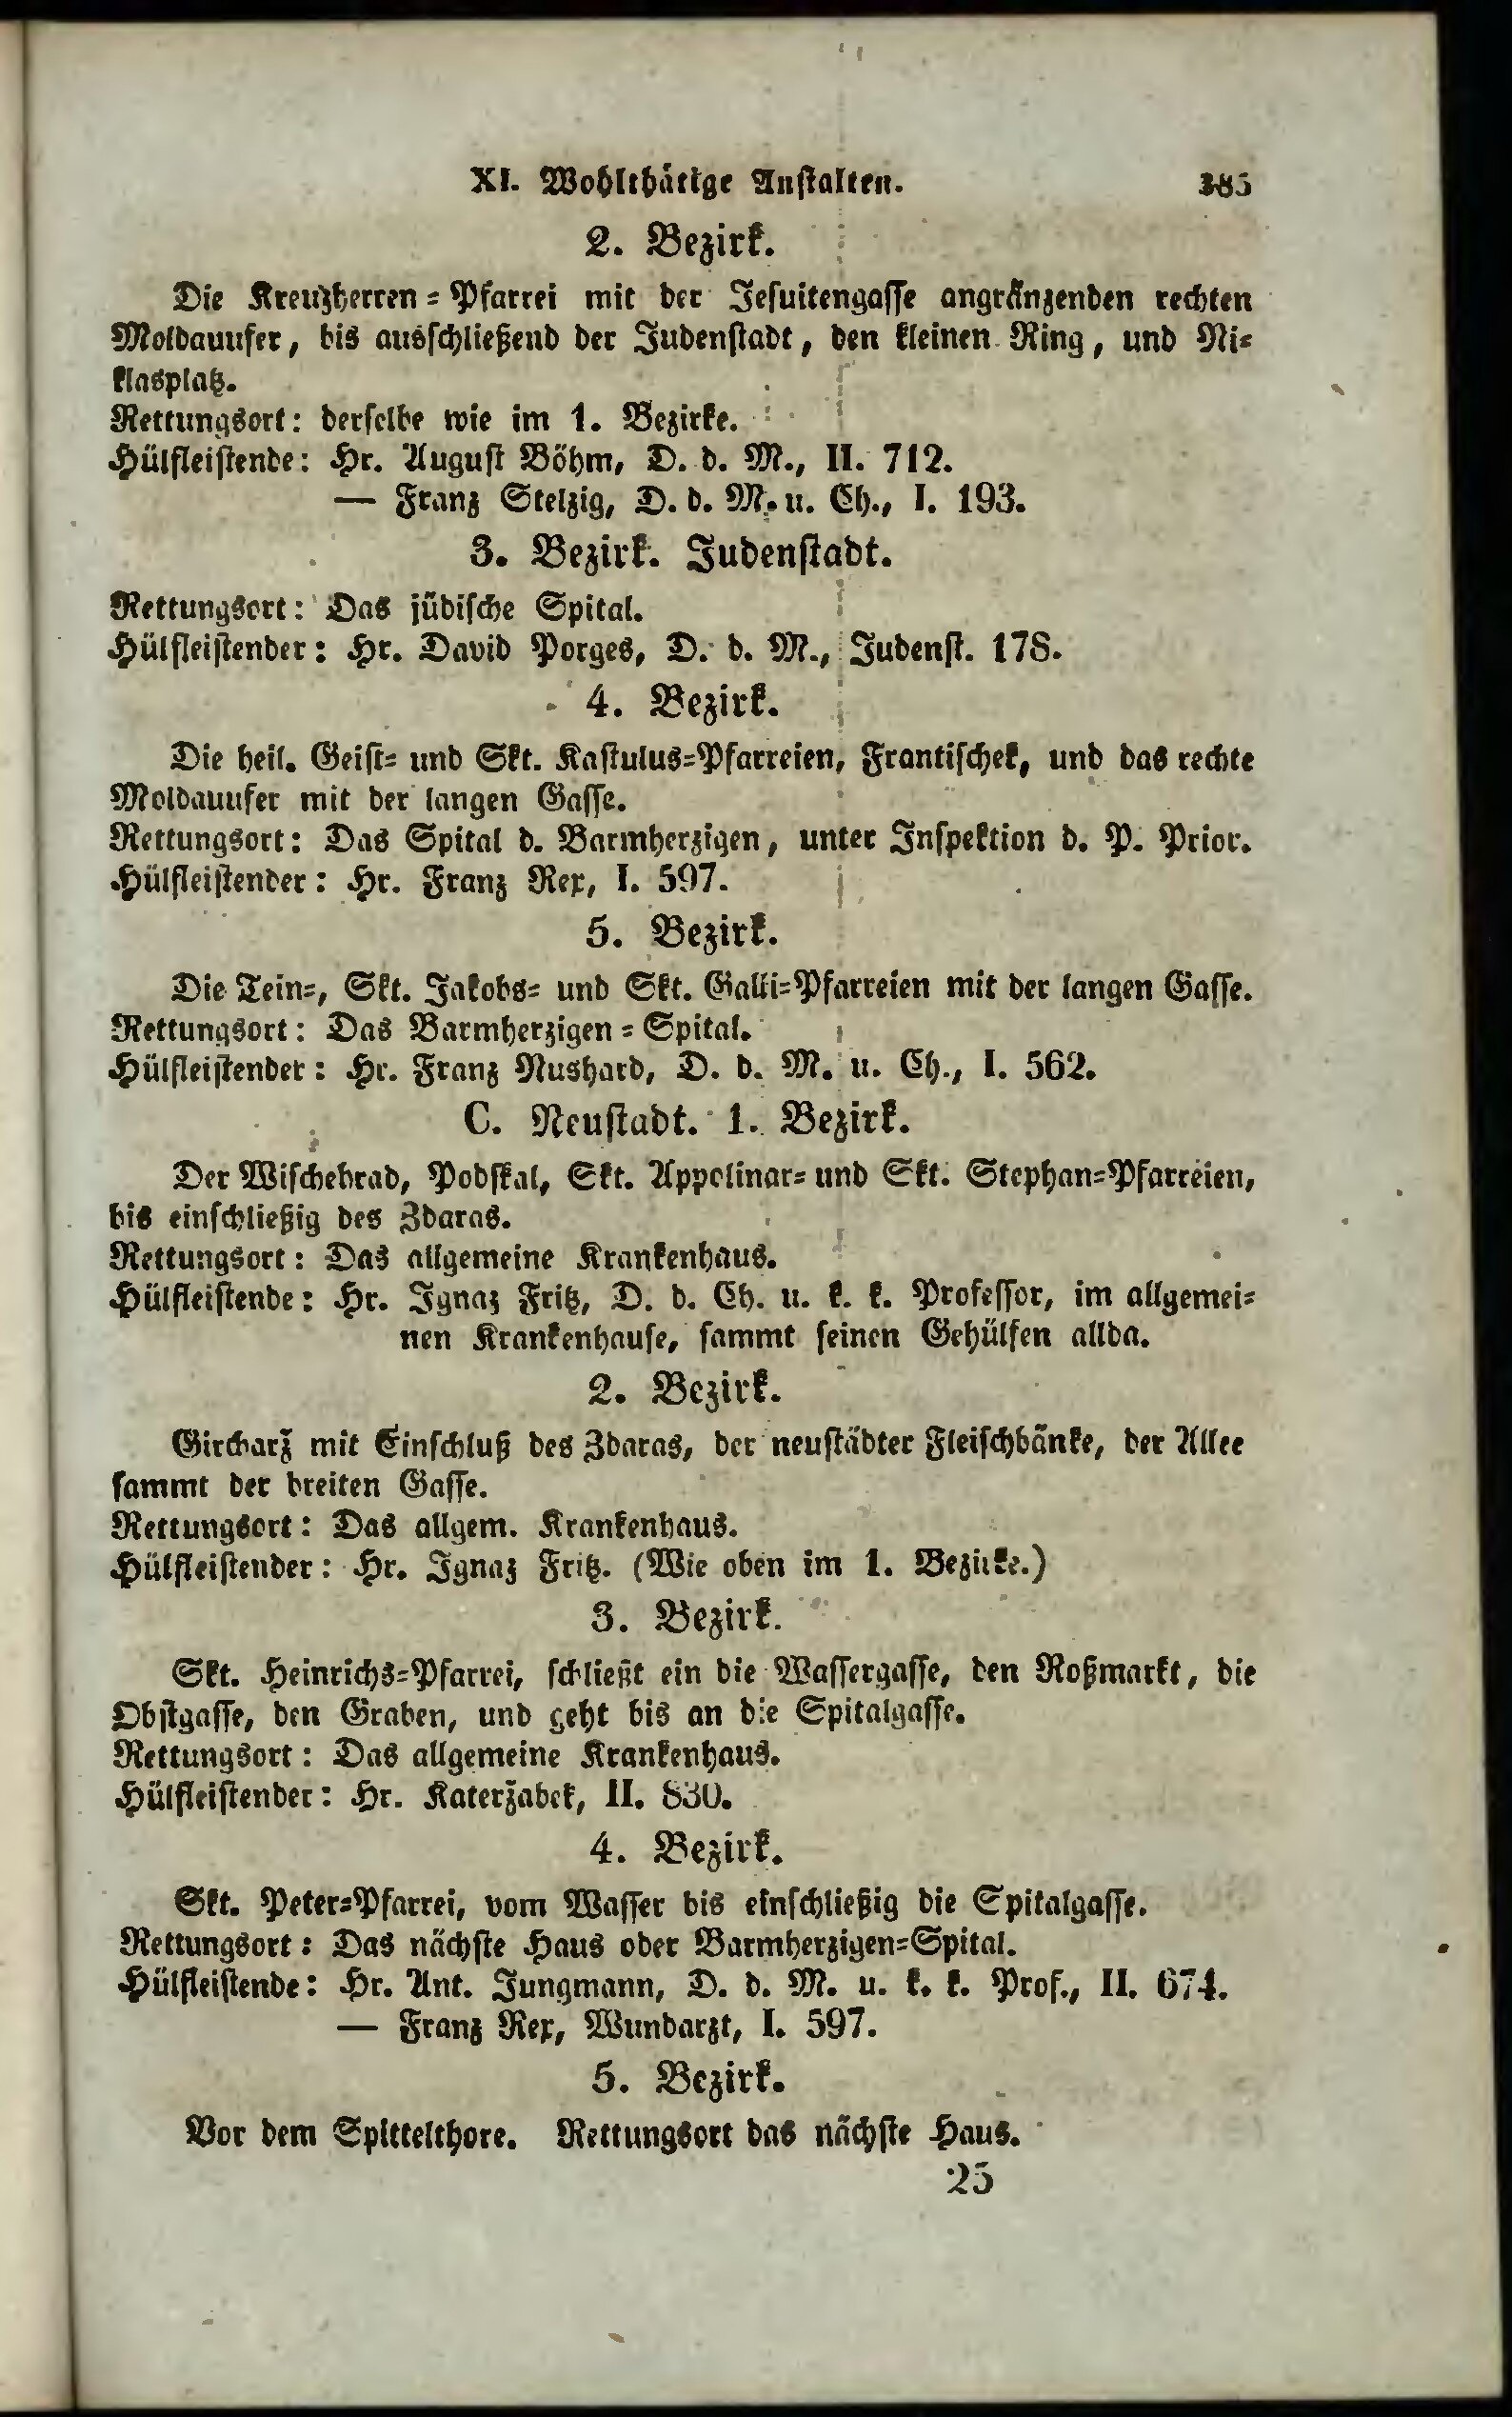 XI. Wohlthätige Anstalten. 385
2. Bezirk.
Die Kreuzherren=Pfarrei mit der Jesuitengasse angränzenden rechten
Moldauufer, bis ausschließend der Judenstadt, den kleinen Ring, und Ni=
klasplatz.
Rettungsort: derselbe wie im 1. Bezirke.
Hülfleistende: Hr. August Böhm, D. d. M., II. 712.
— Franz Stelzig, D. d. M. u. Ch., I. 193.
3. Bezirk. Judenstadt.
Rettungsort: Das jüdische Spital.
Hülfleistender: Hr. David Porges, D. d. M., Judenst. 178.
4. Bezirk.
Die heil. Geist= und Skt. Kastulus=Pfarreien, Frantischek, und das rechte
Moldauufer mit der langen Gasse.
Rettungsort: Das Spital d. Barmherzigen, unter Inspektion d. P. Prior.
Hülfleistender: Hr. Franz Rex, I. 597.
5. Bezirk.
Die Tein=, Skt. Jakobs= und Skt. Galli=Pfarreien mit der langen Gasse.
Rettungsort: Das Barmherzigen=Spital.
Hülfleistender: Hr. Franz Nushard, D. d. M. u. Ch., I. 562.
C. Neustadt. 1. Bezirk.
Der Wischehrad, Podskal, Skt. Appolinar= und Skt. Stephan=Pfarreien,
bis einschließig des Zdaras.
Rettungsort: Das allgemeine Krankenhaus.
Hülfleistende: Hr. Ignaz Fritz, D. d. Ch. u. k. k. Professor, im allgemei=
nen Krankenhause, sammt seinen Gehülfen allda.
2. Bezirk.
Girchař mit Einschluß des Zdaras, der neustädter Fleischbänke, der Allee
sammt der breiten Gasse.
Rettungsort: Das allgem. Krankenhaus.
Hülfleistender: Hr. Ignaz Fritz. (Wie oben im 1. Bezirke.)
3. Bezirk.
Skt. Heinrichs=Pfarrei, schließt ein die Wassergasse, den Roßmarkt, die
Obstgasse, den Graben, und geht bis an die Spitalgasse.
Rettungsort: Das allgemeine Krankenhaus.
Hülfleistender: Hr. Kateržabek, II. 830.
4. Bezirk.
Skt. Peter=Pfarrei, vom Wasser bis einschließig die Spitalgasse.
Rettungsort: Das nächste Haus oder Barmherzigen=Spital.
Hülfleistende: Hr. Ant. Jungmann, D. d. M. u. k. k. Prof., II. 674.
— Franz Rex, Wundarzt, I. 597.
5. Bezirk.
Vor dem Spittelthore. Rettungsort das nächste Haus.
25